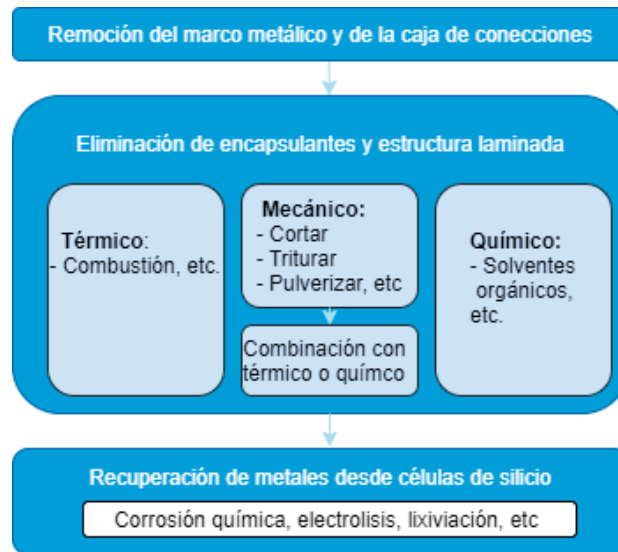 Remoción del marco metálico y de la caja de conecciones
Eliminación de encapsulantes y estructura laminada
Térmico:
- Combustión, etc.
Mecánico:
- Cortar
- Triturar
- Pulverizar, etc
Combinación con
térmico o químco
Químico:
- Solventes
orgánicos,
etc.
Recuperación de metales desde células de silicio
Corrosión química, electrolisis, lixiviación, etc